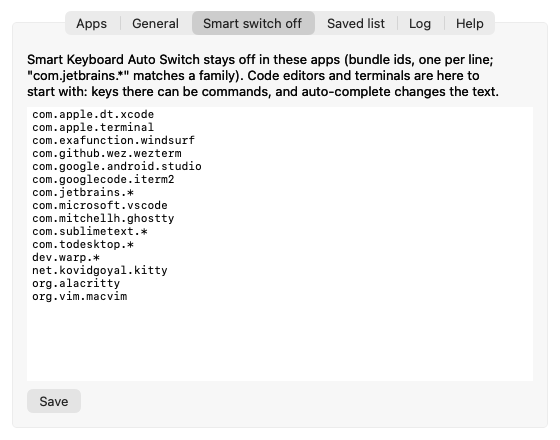 Apps
General
Smart switch off
Saved list
Log
Help
Smart Keyboard Auto Switch stays off in these apps (bundle ids, one per line;
"com.jetbrains.*" matches a family). Code editors and terminals are here to
start with: keys there can be commands, and auto-complete changes the text.
com.apple.dt.xcode
com.apple.terminal
com.exafunction.windsurf
com.github.wez.wezterm
com.google.android.studio
com.googlecode.iterm2
com.jetbrains.*
com.microsoft.vscode
com.mitchellh.ghostty
com.sublimetext.*
com.todesktop.*
dev.warp.*
net.kovidgoyal.kitty
org.alacritty
org.vim.macvim
Save